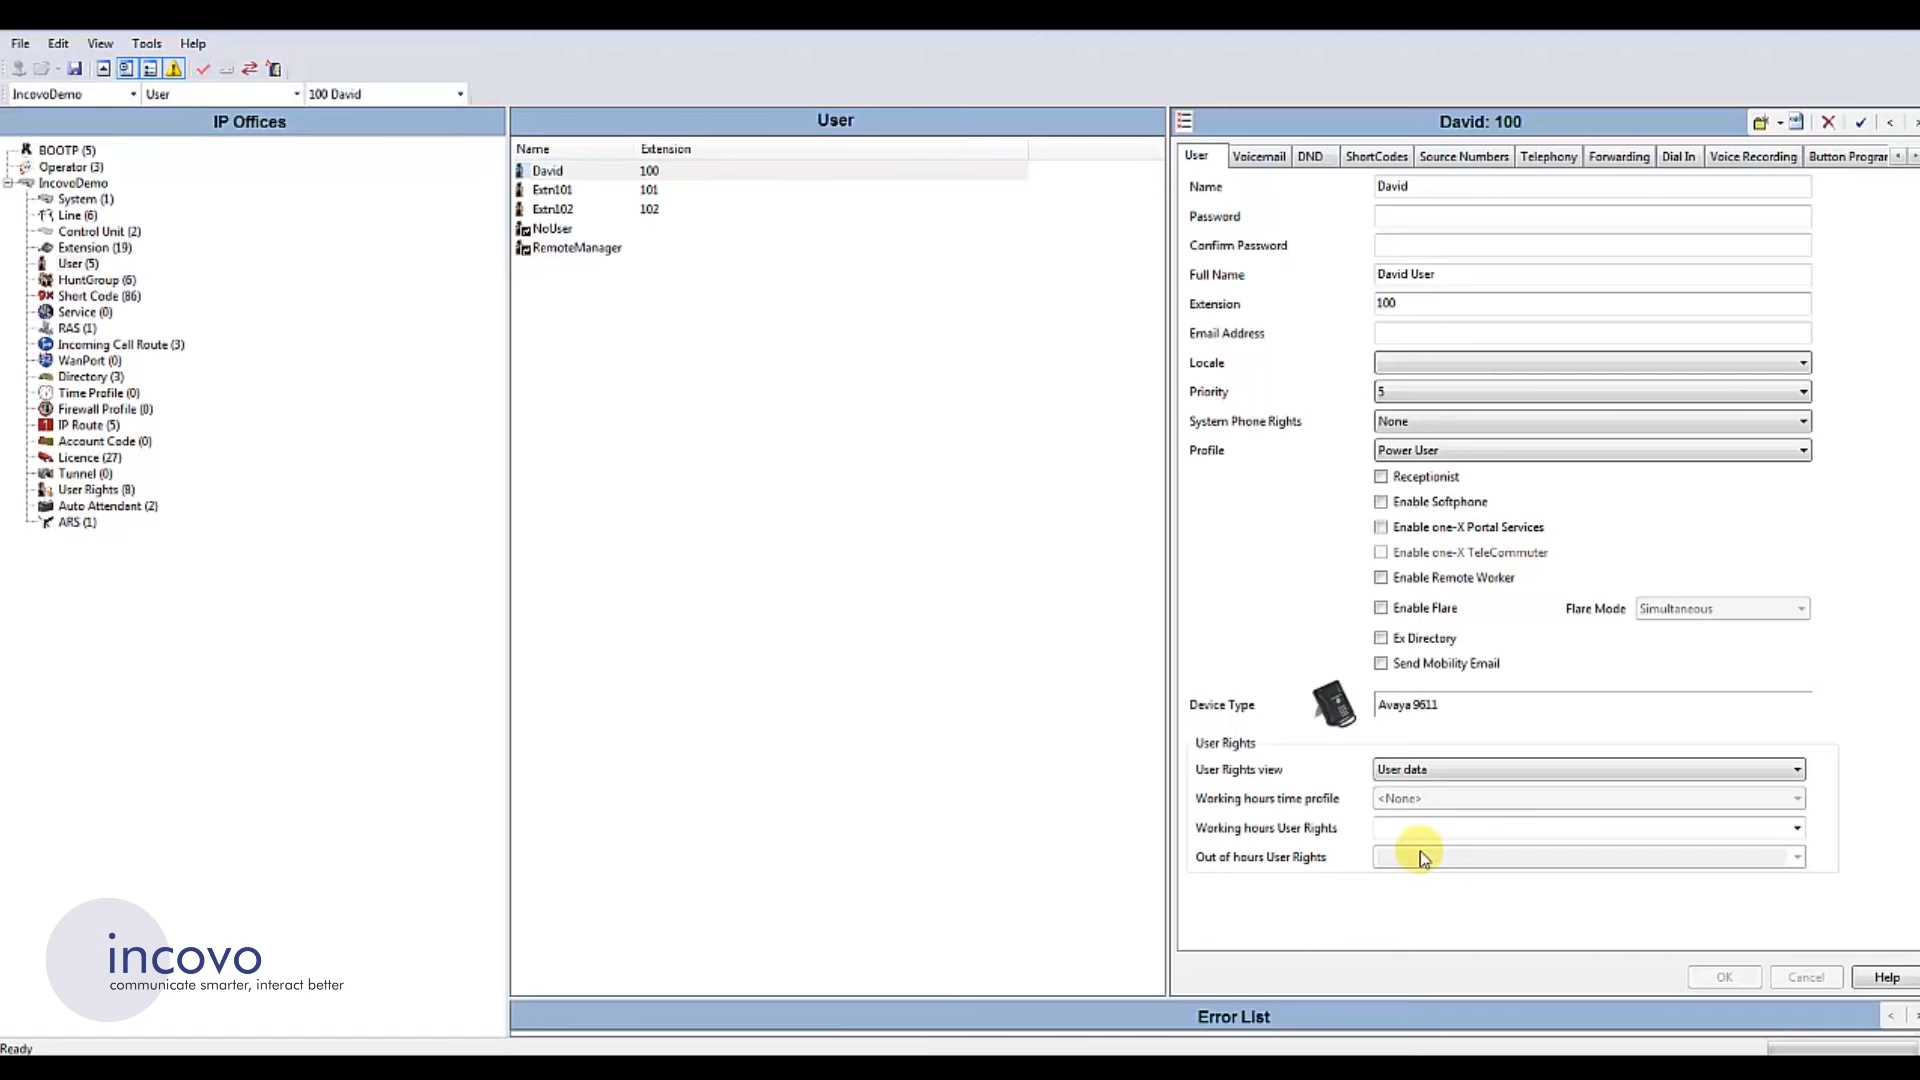 File Edit View Tools Help
IncovoDemo User 100 David
IP Offices
BOOTP (5)
Operator (3)
IncovoDemo
System (1)
Line (6)
Control Unit (2)
Extension (19)
User (5)
HuntGroup (6)
Short Code (86)
Service (0)
RAS (1)
Incoming Call Route (3)
WanPort (0)
Directory (3)
Time Profile (0)
Firewall Profile (0)
IP Route (5)
Account Code (0)
Licence (27)
Tunnel (0)
User Rights (8)
Auto Attendant (2)
ARS (1)
incovo
communicate smarter, interact better
Ready
User
Name Extension
David 100
Extn101 101
Extn102 102
NoUser
RemoteManager
David: 100
User Voicemail DND ShortCodes Source Numbers Telephony Forwarding Dial In Voice Recording Button Prograr
Name David
Password
Confirm Password
Full Name David User
Extension 100
Email Address
Locale
Priority 5
System Phone Rights None
Profile Power User
Receptionist
Enable Softphone
Enable one-X Portal Services
Enable one-X TeleCommuter
Enable Remote Worker
Enable Flare Flare Mode Simultaneous
Ex Directory
Send Mobility Email
Device Type Avaya 9611
User Rights
User Rights view User data
Working hours time profile <None>
Working hours User Rights
Out of hours User Rights
OK Cancel Help
Error List